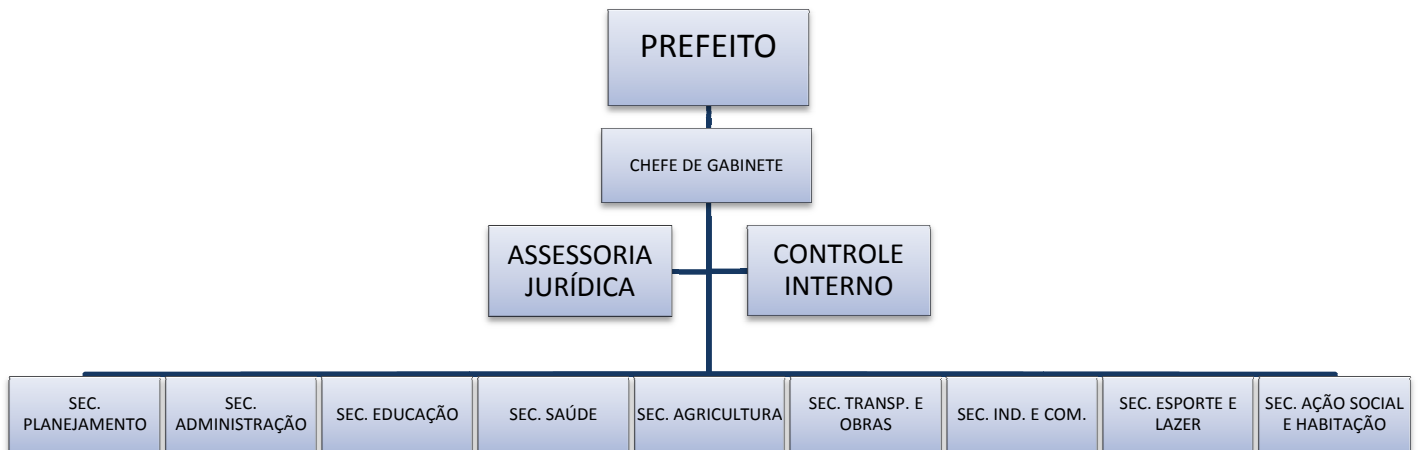 PREFEITO
CHEFE DE GABINETE
ASSESSORIA
JURÍDICA
CONTROLE
INTERNO
SEC.
PLANEJAMENTO
SEC.
ADMINISTRAÇÃO
SEC. EDUCAÇÃO
SEC. SAÚDE
SEC. AGRICULTURA
SEC. TRANSP. E
OBRAS
SEC. IND. E COM.
SEC. ESPORTE E
LAZER
SEC. AÇÃO SOCIAL
E HABITAÇÃO